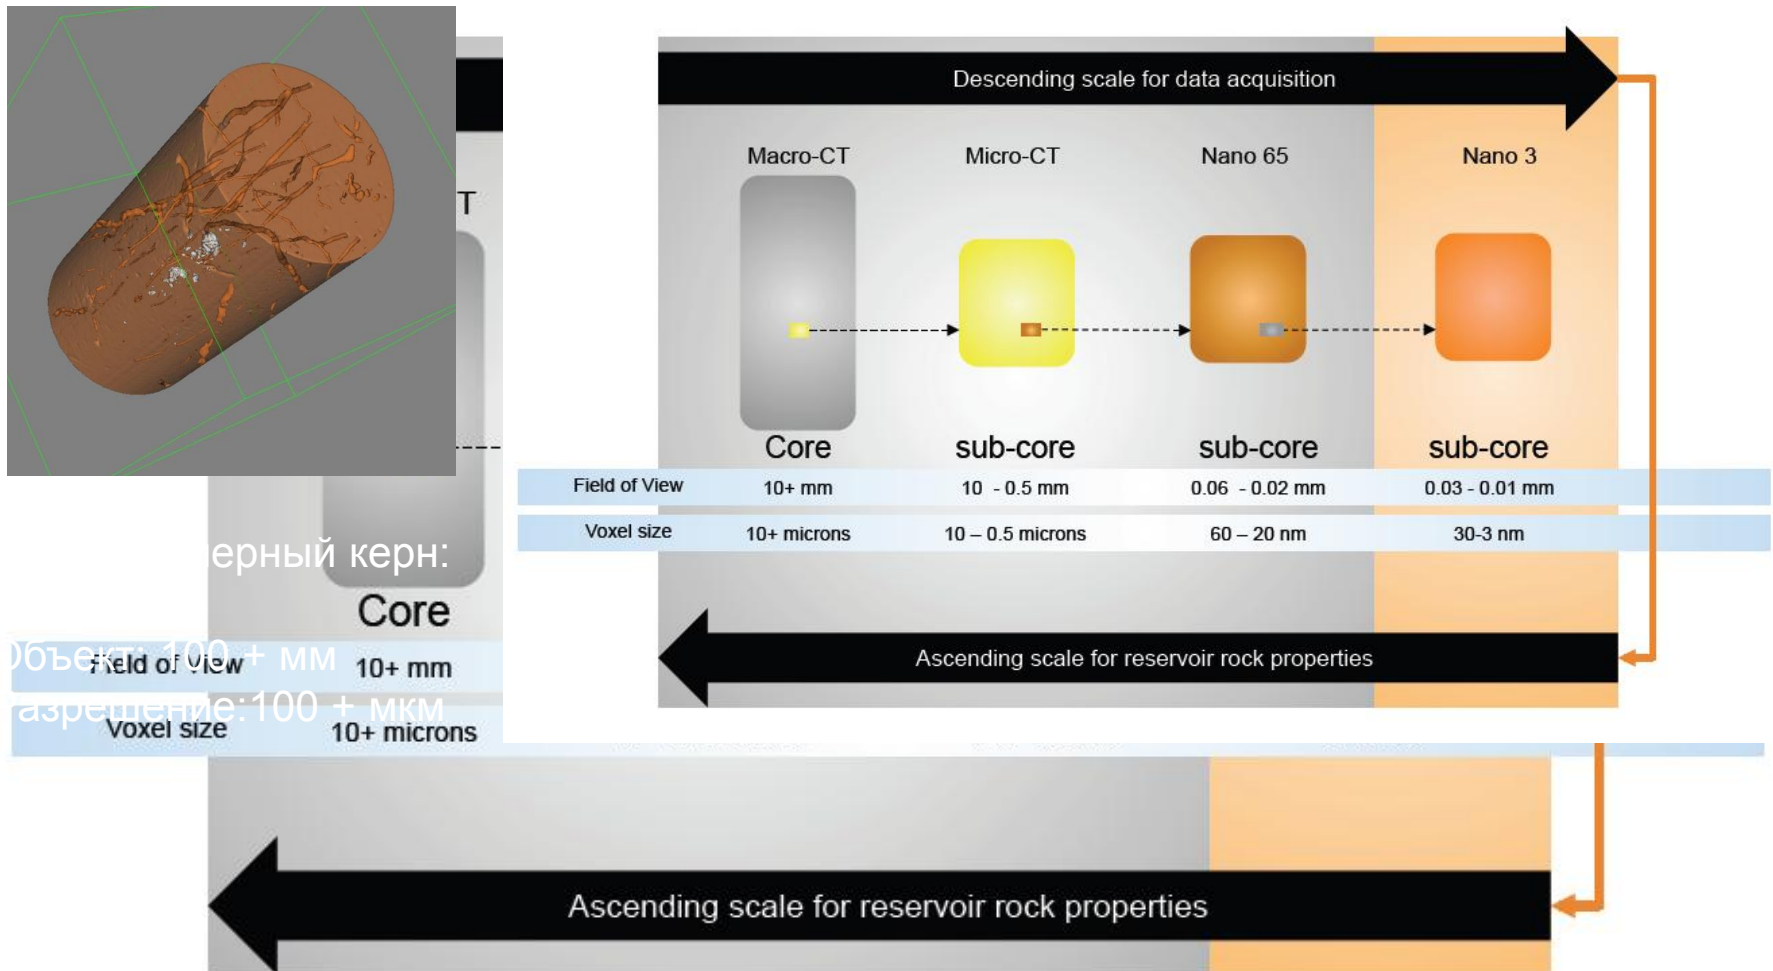 Descending scale for data acquisition
Macro-CT Micro-CT Nano 65 Nano 3
Core sub-core sub-core sub-core
Field of View 10+ mm 10 - 0.5 mm 0.06 - 0.02 mm 0.03 - 0.01 mm
Voxel size 10+ microns 10 – 0.5 microns 60 – 20 nm 30-3 nm
Ascending scale for reservoir rock properties
T
керн:
Core
Объект: 100 + мм
Field of View 10+ mm
азрешение:100 + мкм
Voxel size 10+ microns
Ascending scale for reservoir rock properties